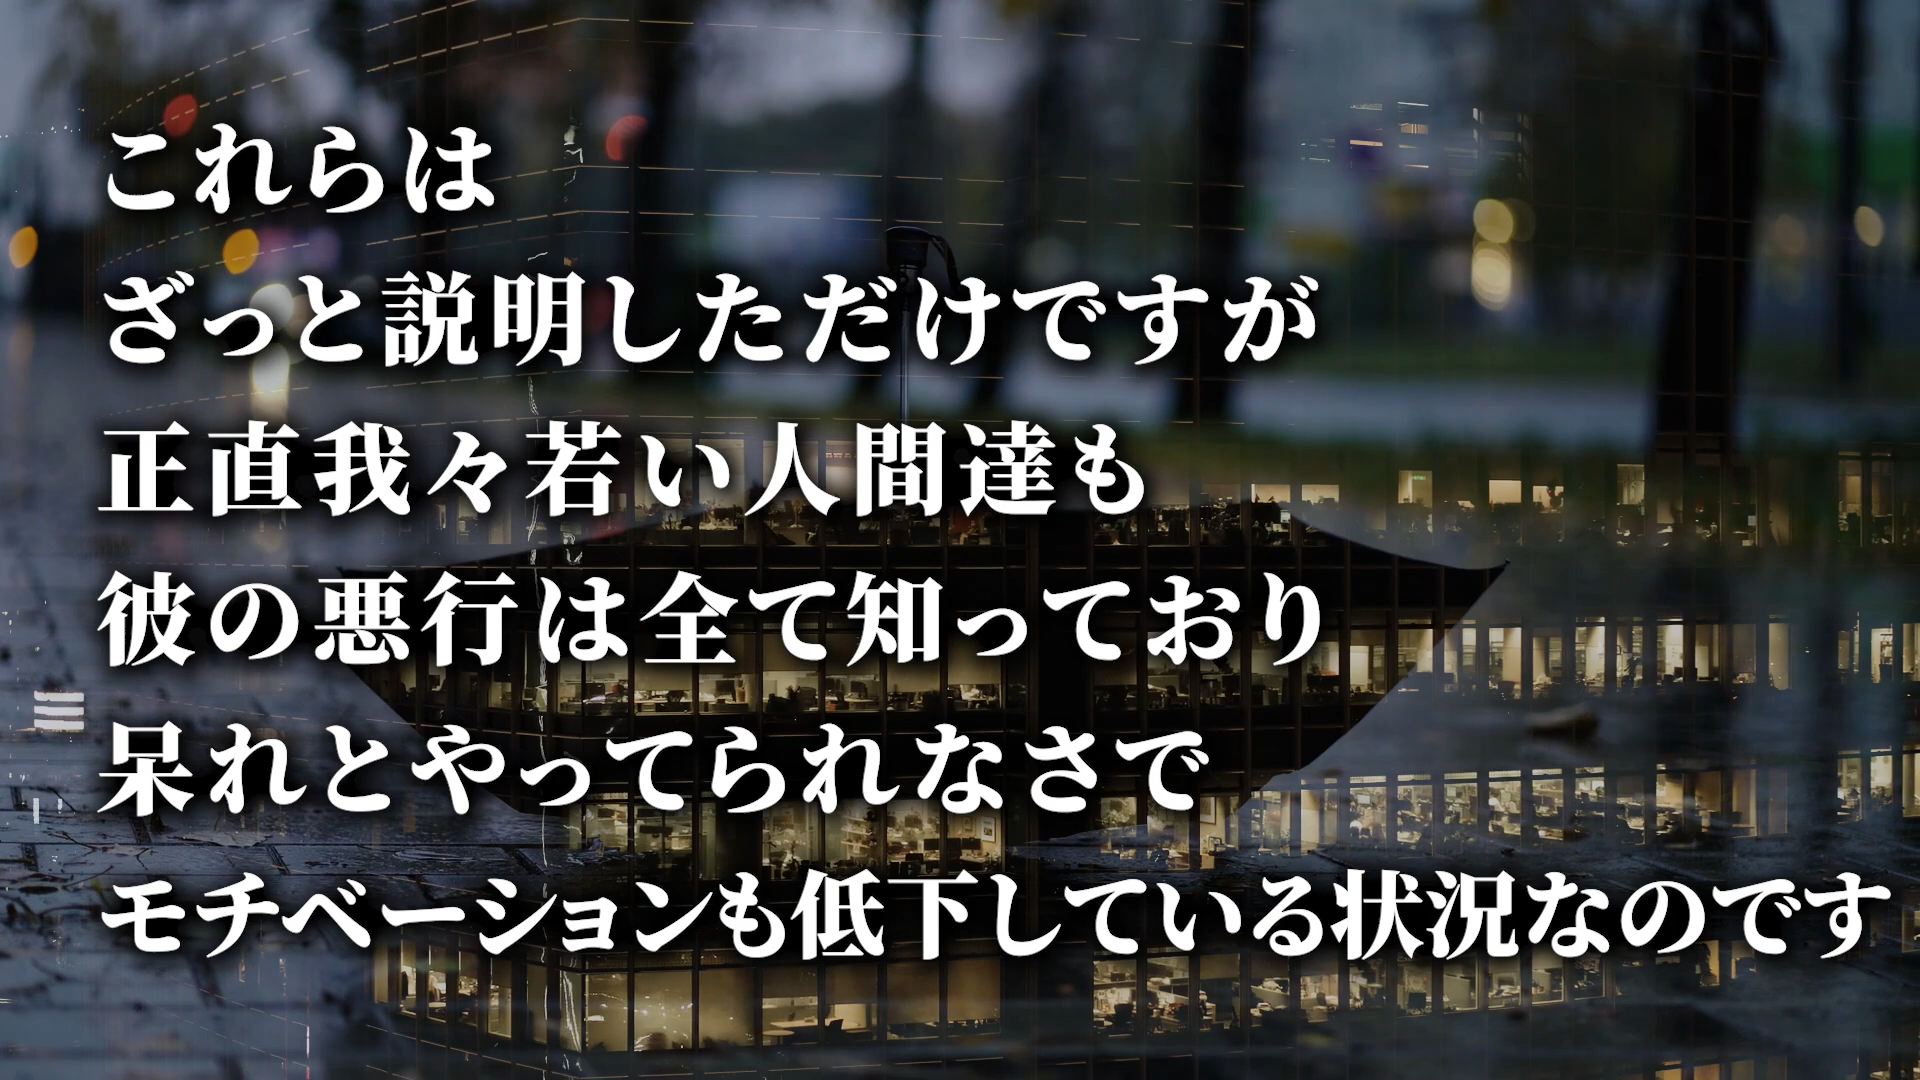 これらは
ざっと説明しただけですが
正直我々若い人間達も
彼の悪行は全て知っており
呆れとやってられなさで
モチベーションも低下している状況なのです